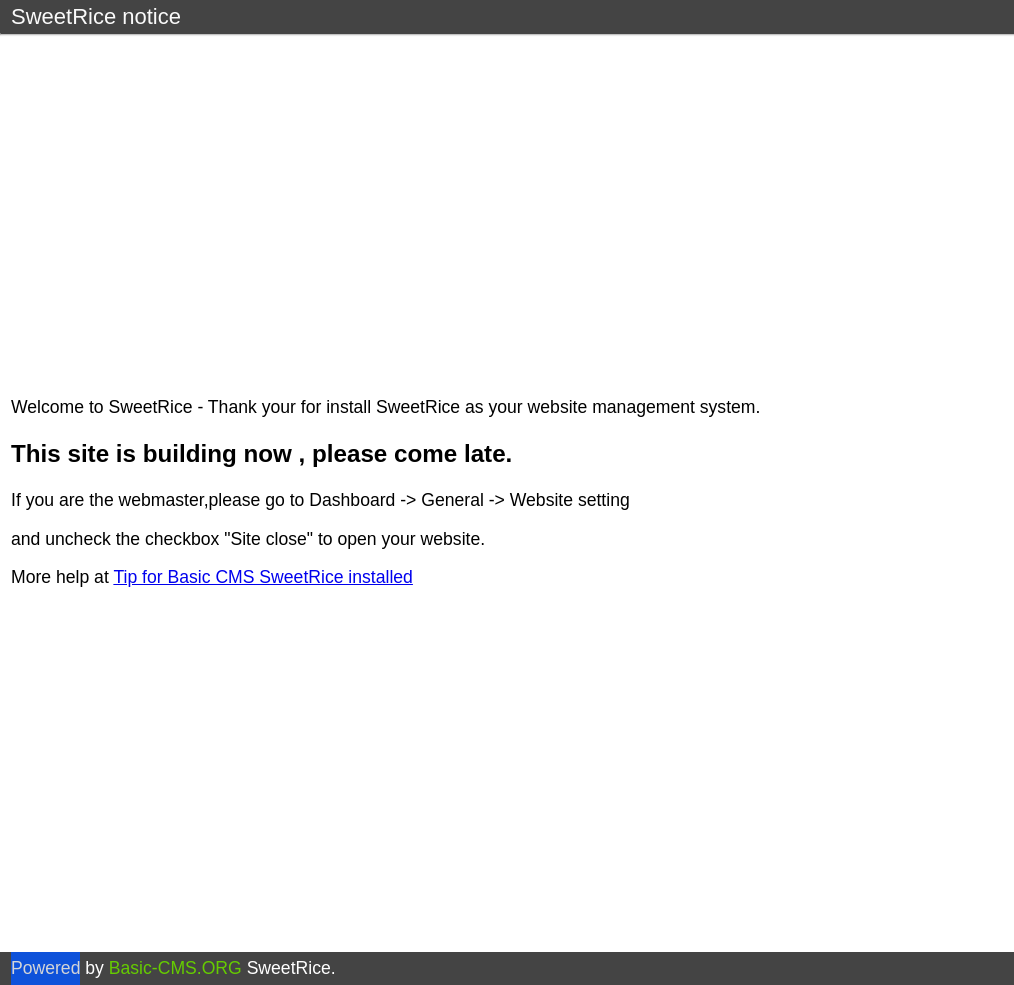 SweetRice notice
Welcome to SweetRice - Thank your for install SweetRice as your website management system.
This site is building now , please come late.
If you are the webmaster,please go to Dashboard -> General -> Website setting
and uncheck the checkbox "Site close" to open your website.
More help at Tip for Basic CMS SweetRice installed
Powered by Basic-CMS.ORG SweetRice.